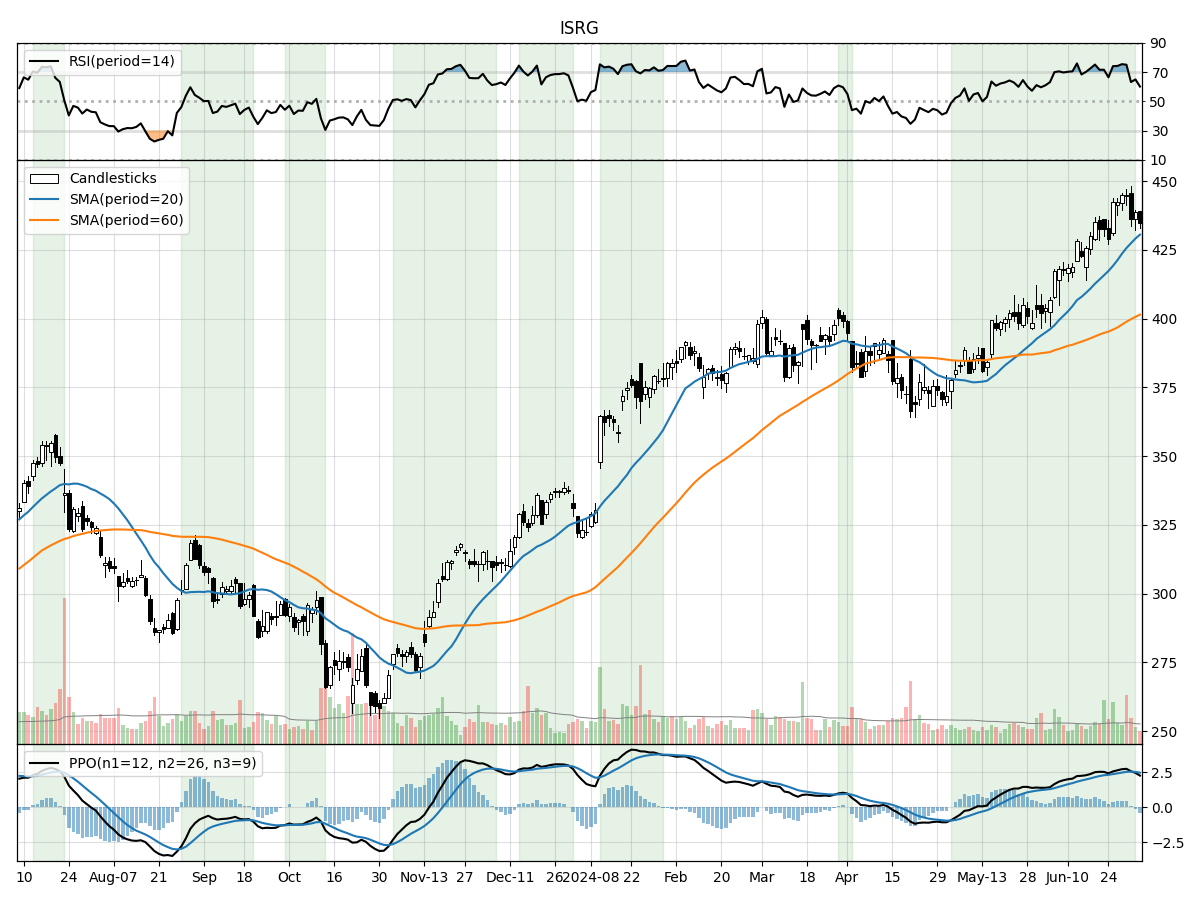 ISRG
RSI(period=14)
90
70
50
30
10
Candlesticks
SMA(period=20)
SMA(period=60)
450
425
400
375
350
325
300
275
250
PPO(n1=12, n2=26, n3=9)
2.5
0.0
−2.5
10 24 Aug-07 21 Sep 18 Oct 16 30 Nov-13 27 Dec-11 26 2024-08 22 Feb 20 Mar 18 Apr 15 29 May-13 28 Jun-10 24